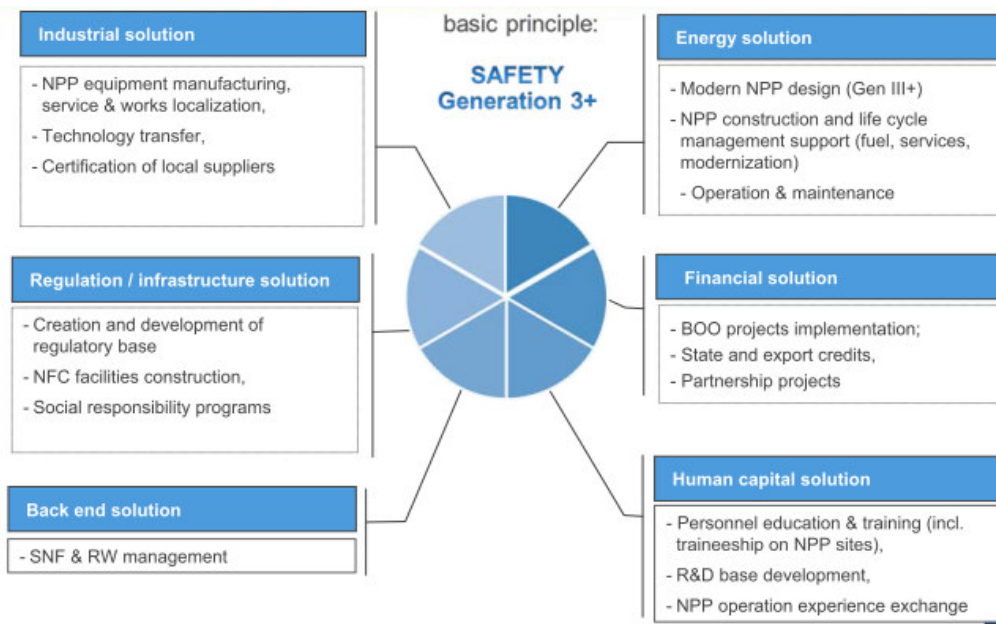 basic principle:
SAFETY
Generation 3+
Industrial solution
- NPP equipment manufacturing,
service & works localization,
- Technology transfer,
- Certification of local suppliers
Energy solution
- Modern NPP design (Gen III+)
- NPP construction and life cycle
management support (fuel, services,
modernization)
- Operation & maintenance
Regulation / infrastructure solution
- Creation and development of
regulatory base
- NFC facilities construction,
- Social responsibility programs
Financial solution
- BOO projects implementation;
- State and export credits,
- Partnership projects
Back end solution
- SNF & RW management
Human capital solution
- Personnel education & training (incl.
traineeship on NPP sites),
- R&D base development,
- NPP operation experience exchange